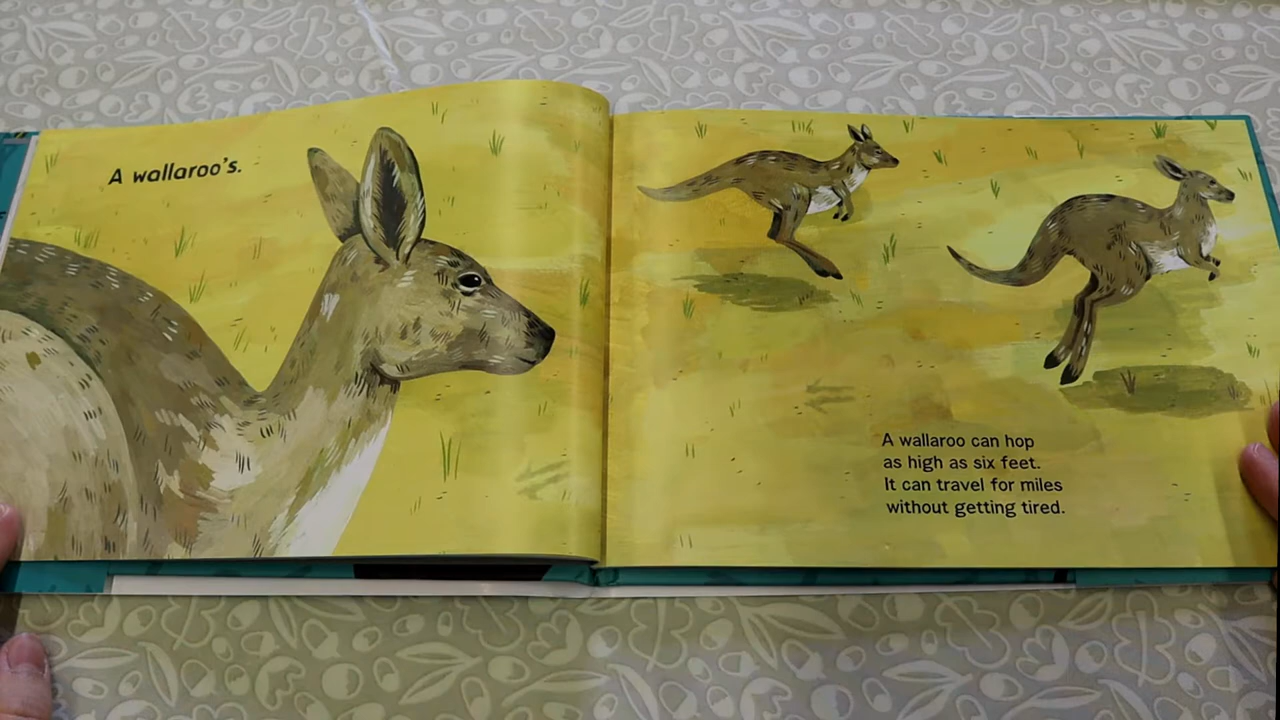 A wallaroo's.
A wallaroo can hop
as high as six feet.
It can travel for miles
without getting tired.